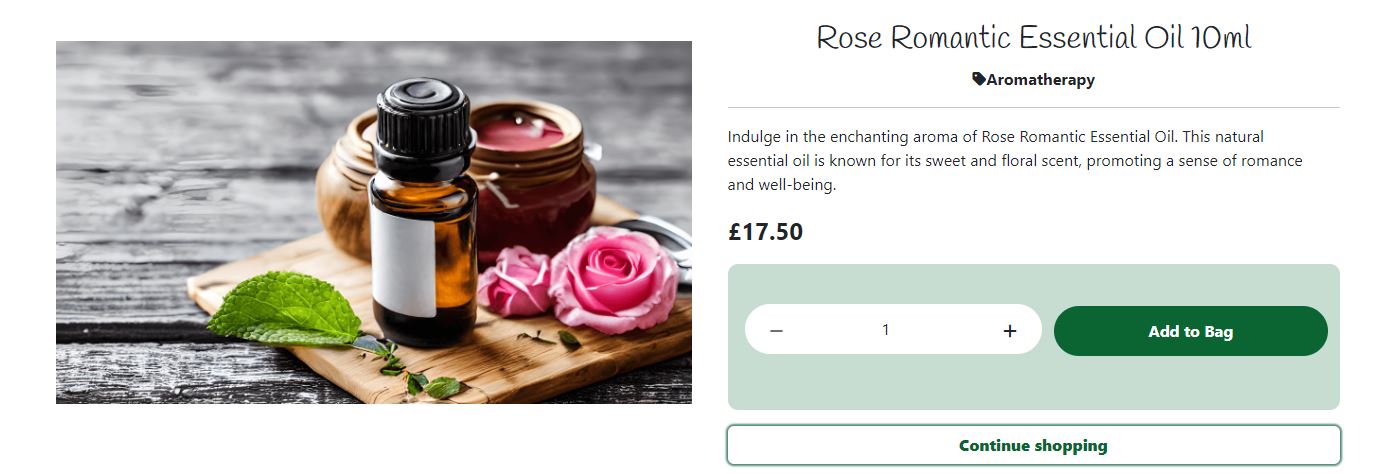 Rose Romantic Essential Oil 10ml
Aromatherapy
Indulge in the enchanting aroma of Rose Romantic Essential Oil. This natural
essential oil is known for its sweet and floral scent, promoting a sense of romance
and well-being.
£17.50
− 1 +
Add to Bag
Continue shopping